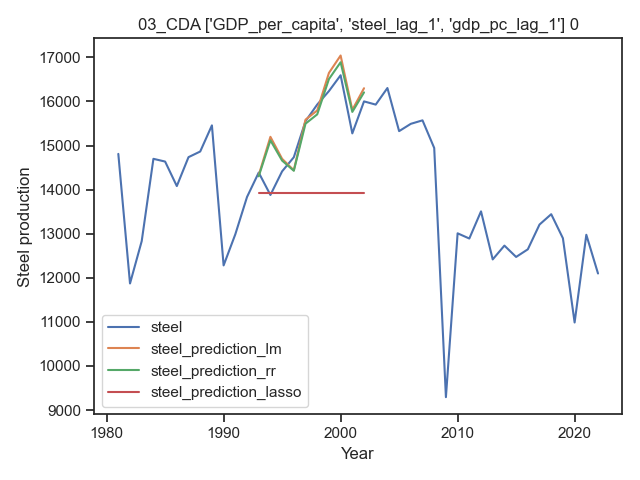 03_CDA ['GDP_per_capita', 'steel_lag_1', 'gdp_pc_lag_1'] 0
17000
16000
15000
14000
13000
12000
11000
10000
9000
Steel production
steel
steel_prediction_lm
steel_prediction_rr
steel_prediction_lasso
1980
1990
2000
2010
2020
Year